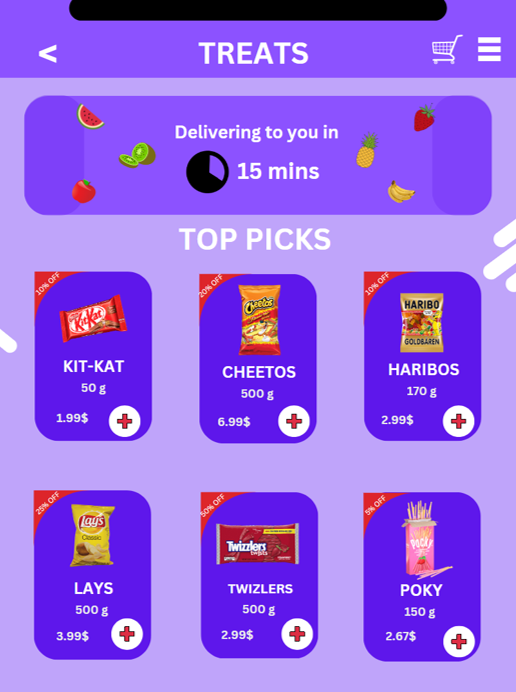 <
TREATS
Delivering to you in
15 mins
TOP PICKS
10% OFF
KitKat
KIT-KAT
50 g
1.99$
20% OFF
Cheetos
CHEETOS
500 g
6.99$
10% OFF
HARIBO
GOLDBAREN
HARIBOS
170 g
2.99$
25% OFF
Lay's
Classic
LAYS
500 g
3.99$
50% OFF
Twizzlers
twists
TWIZLERS
500 g
2.99$
5% OFF
POCKY
POKY
150 g
2.67$